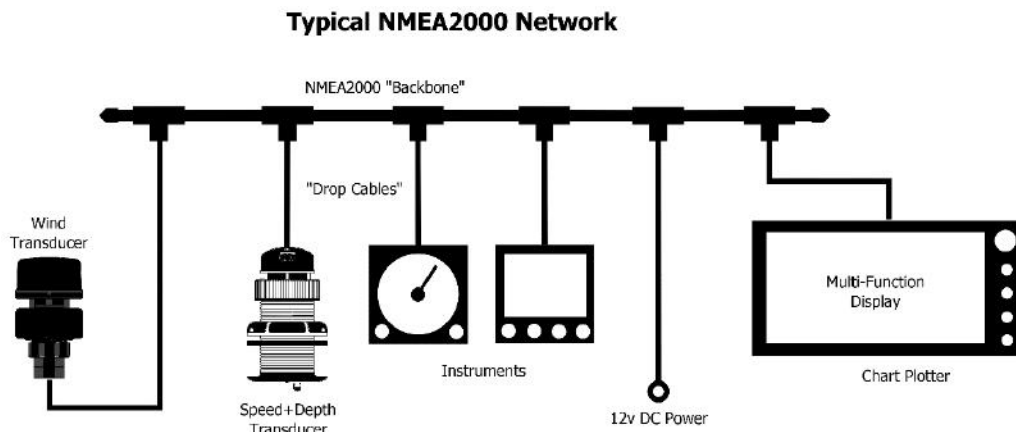 Typical NMEA2000 Network
NMEA2000 "Backbone"
"Drop Cables"
Wind
Transducer
Multi-Function
Display
Instruments
Chart Plotter
Speed+Depth
Transducer
12v DC Power